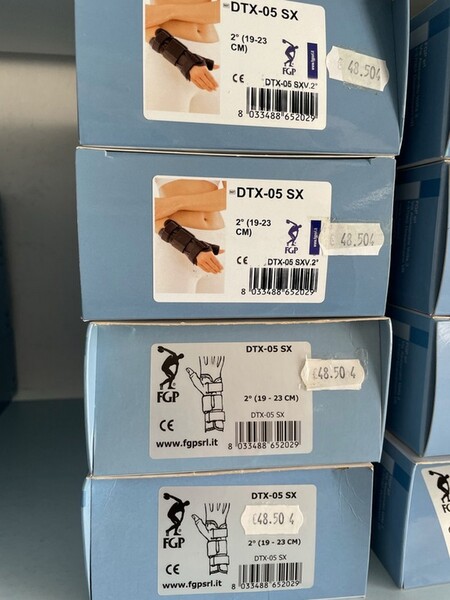 DTX-05 SX
2° (19-23
CM)
FGP
CE
DTX-05 SXV.2°
8 033488 652029
€ 48.504
DTX-05 SX
2° (19-23
CM)
FGP
CE
DTX-05 SXV.2°
8 033488 652029
€ 48.504
DTX-05 SX
FGP
2° (19 - 23 CM)
CE
DTX-05 SX
www.fgpsrl.it
8 033488 652029
€48.50 4
DTX-05 SX
€48.50 4
FGP
2° (19 - 23 CM)
CE
DTX-05 SX
www.fgpsrl.it
8 033488 652029